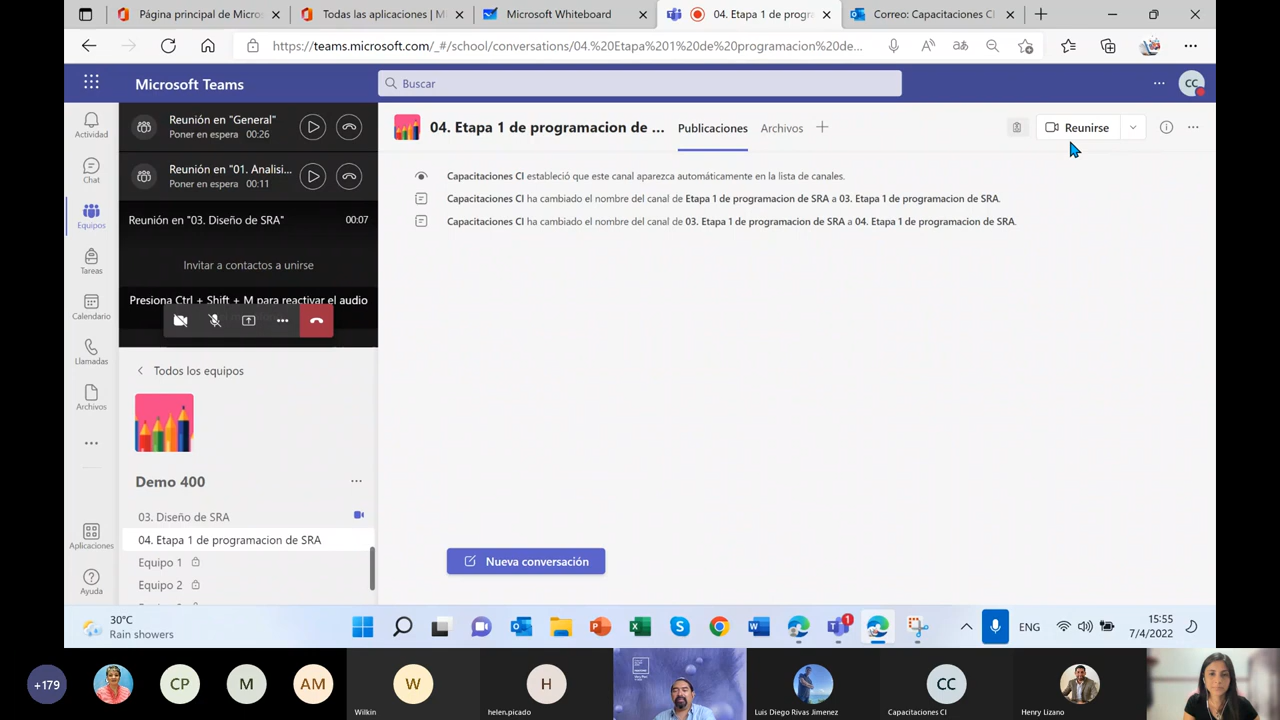 Página principal de Micros
Todas las aplicaciones | M
Microsoft Whiteboard
04. Etapa 1 de progra
Correo: Capacitaciones CI
https://teams.microsoft.com/_#/school/conversations/04.%20Etapa%201%20de%20programacion%20de...
Microsoft Teams
Buscar
CC
Actividad
Chat
Equipos
Tareas
Calendario
Llamadas
Archivos
Aplicaciones
Ayuda
Reunión en "General"
Poner en espera 00:26
Reunión en "01. Analisi...
Poner en espera 00:11
Reunión en "03. Diseño de SRA" 00:07
Invitar a contactos a unirse
Presiona Ctrl + Shift + M para reactivar el audio
Todos los equipos
Demo 400
03. Diseño de SRA
04. Etapa 1 de programacion de SRA
Equipo 1
Equipo 2
04. Etapa 1 de programacion de ...
Publicaciones
Archivos
Reunirse
Capacitaciones CI estableció que este canal aparezca automáticamente en la lista de canales.
Capacitaciones CI ha cambiado el nombre del canal de Etapa 1 de programacion de SRA a 03. Etapa 1 de programacion de SRA.
Capacitaciones CI ha cambiado el nombre del canal de 03. Etapa 1 de programacion de SRA a 04. Etapa 1 de programacion de SRA.
Nueva conversación
30°C
Rain showers
1
ENG
15:55
7/4/2022
+179
CP
M
AM
W
Wilkin
H
helen.picado
Luis Diego Rivas Jimenez
CC
Capacitaciones CI
Henry Lizano